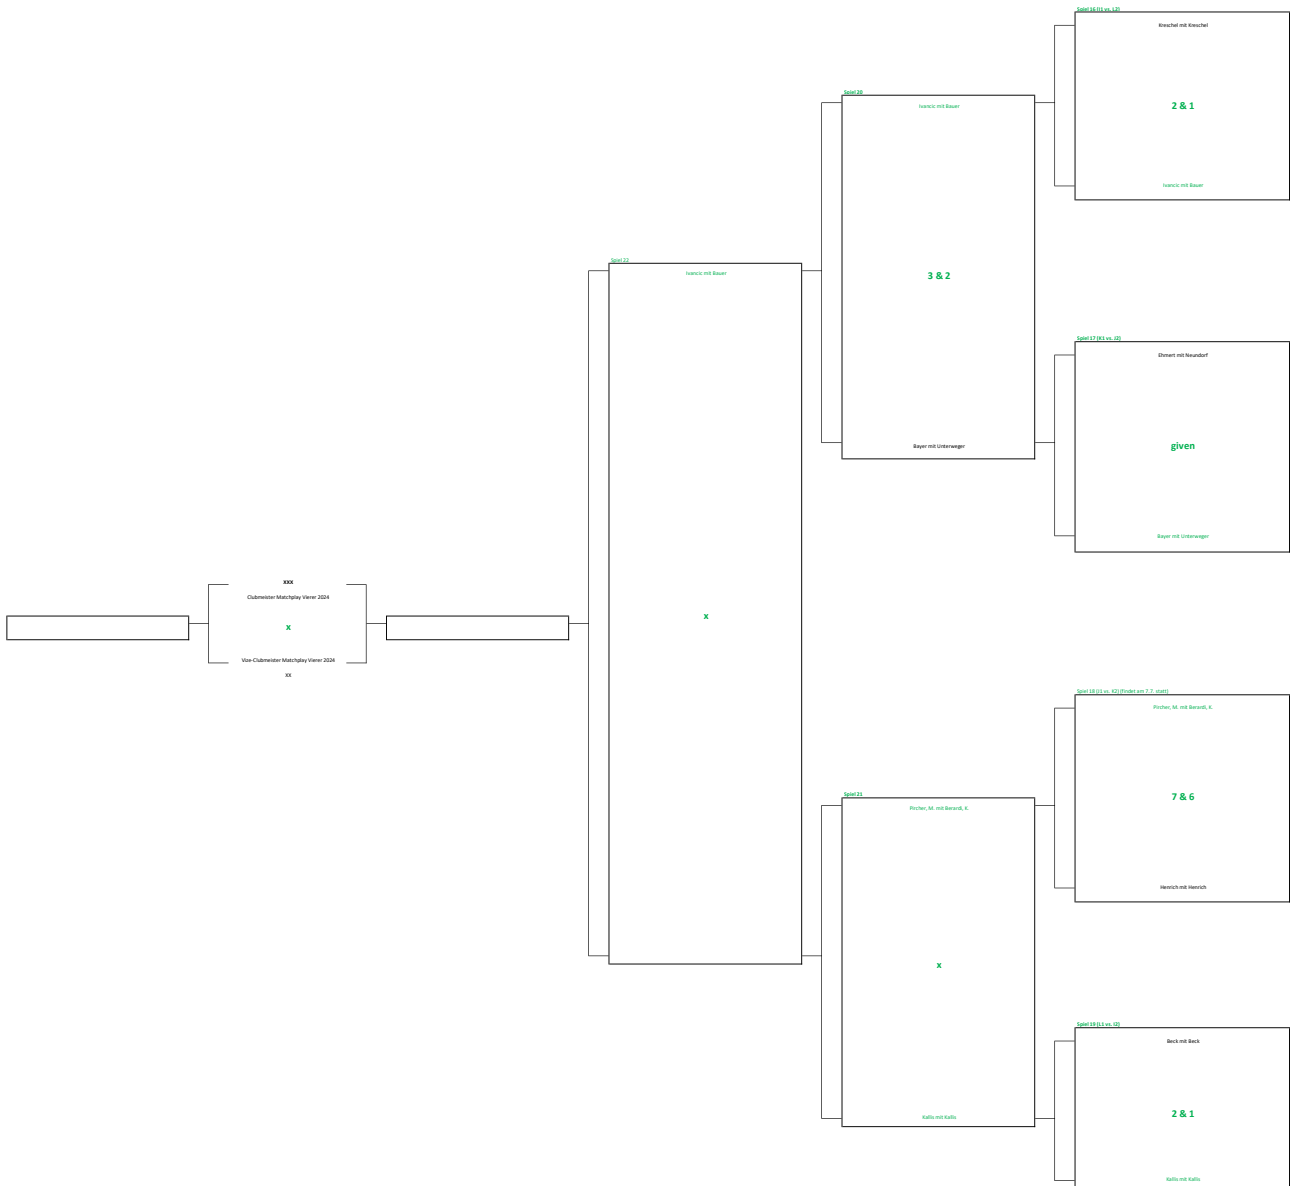 Spiel 16 (I1 vs. L2)
Kreschel mit Kreschel
2 & 1
Ivancic mit Bauer
Spiel 20
Ivancic mit Bauer
3 & 2
Bayer mit Unterweger
Spiel 17 (K1 vs. J2)
Ehmert mit Neundorf
given
Bayer mit Unterweger
Spiel 22
Ivancic mit Bauer
x
XXX
Clubmeister Matchplay Vierer 2024
x
Vize-Clubmeister Matchplay Vierer 2024
XX
Spiel 18 (J1 vs. K2) (findet am 7.7. statt)
Pircher, M. mit Berardi, K.
7 & 6
Henrich mit Henrich
Spiel 21
Pircher, M. mit Berardi, K.
x
Kallis mit Kallis
Spiel 19 (L1 vs. I2)
Beck mit Beck
2 & 1
Kallis mit Kallis